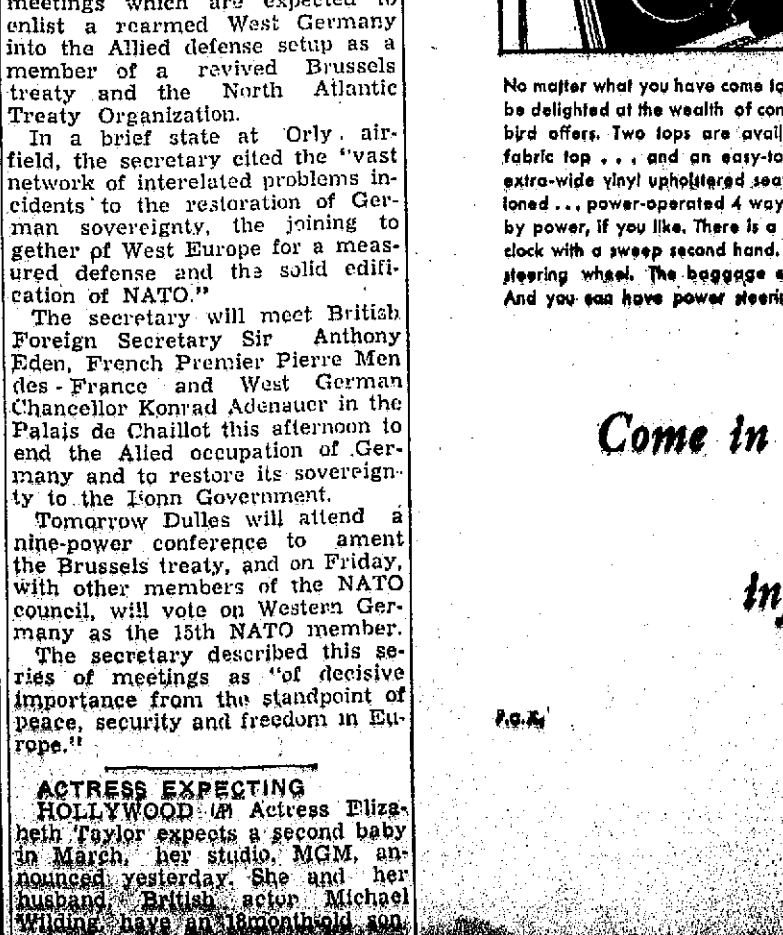 meetings which are expected to
enlist a rearmed West Germany
into the Allied defense setup as a
member of a revived Brussels
treaty and the North Atlantic
Treaty Organization.
In a brief state at Orly air-
field, the secretary cited the "vast
network of interelated problems in-
cidents to the restoration of Ger-
man sovereignty, the joining to
gether of West Europe for a meas-
ured defense and the solid edifi-
cation of NATO."
The secretary will meet British
Foreign Secretary Sir Anthony
Eden, French Premier Pierre Men
des-France and West German
Chancellor Konrad Adenauer in the
Palais de Chaillot this afternoon to
end the Allied occupation of Ger-
many and to restore its sovereign-
ty to the Bonn Government.
Tomorrow Dulles will attend a
nine-power conference to ament
the Brussels treaty, and on Friday,
with other members of the NATO
council, will vote on Western Ger-
many as the 15th NATO member.
The secretary described this se-
ries of meetings as "of decisive
importance from the standpoint of
peace, security and freedom in Eu-
rope."
ACTRESS EXPECTING
HOLLYWOOD (AP) Actress Eliza-
beth Taylor expects a second baby
in March, her studio, MGM, an-
nounced yesterday. She and her
husband, British actor Michael
Wilding, have an 18month-old son.
No matter what you have come to
be delighted at the wealth of con
bird offers. Two tops are avail
fabric top . . . and an easy-to
extra-wide vinyl upholstered sea
ioned ... power-operated 4 way
by power, if you like. There is a
clock with a sweep second hand.
steering wheel. The baggage
And you can have power steeri
Come in
in
F.O.X.